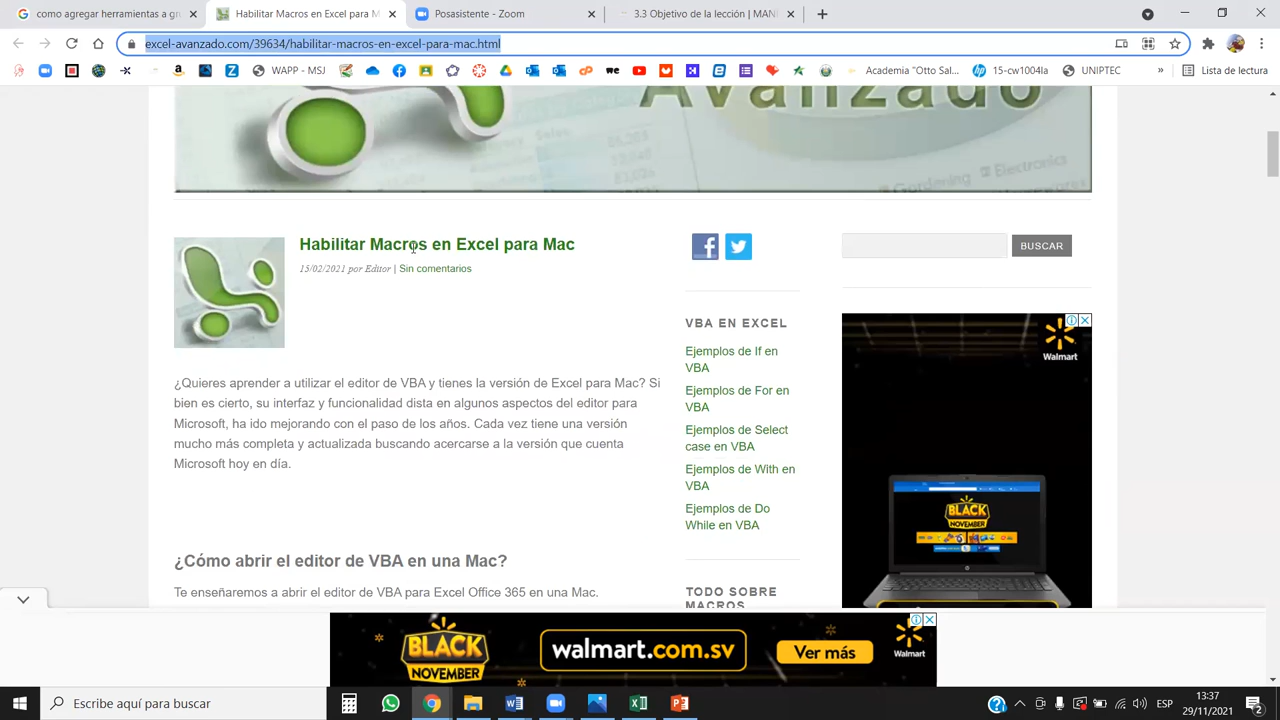 agregar herramientas a gr
Habilitar Macros en Excel para M
Posasistente - Zoom
3.3 Objetivo de la lección | MAN
excel-avanzado.com/39634/habilitar-macros-en-excel-para-mac.html
WAPP - MSJ
Academia "Otto Sal...
15-cw1004la
UNIPTEC
Lista de lectura
Avanzado
Gardening
Electronics
Habilitar Macros en Excel para Mac
15/02/2021 por Editor | Sin comentarios
BUSCAR
VBA EN EXCEL
Ejemplos de If en
VBA
Ejemplos de For en
VBA
Ejemplos de Select
case en VBA
Ejemplos de With en
VBA
Ejemplos de Do
While en VBA
TODO SOBRE
MACROS
Walmart
BLACK
NOVEMBER
¿Quieres aprender a utilizar el editor de VBA y tienes la versión de Excel para Mac? Si
bien es cierto, su interfaz y funcionalidad dista en algunos aspectos del editor para
Microsoft, ha ido mejorando con el paso de los años. Cada vez tiene una versión
mucho más completa y actualizada buscando acercarse a la versión que cuenta
Microsoft hoy en día.
¿Cómo abrir el editor de VBA en una Mac?
Te enseñaremos a abrir el editor de VBA para Excel Office 365 en una Mac.
BLACK
NOVEMBER
walmart.com.sv
Ver más
Walmart
Escribe aquí para buscar
ESP
13:37
29/11/2021
2